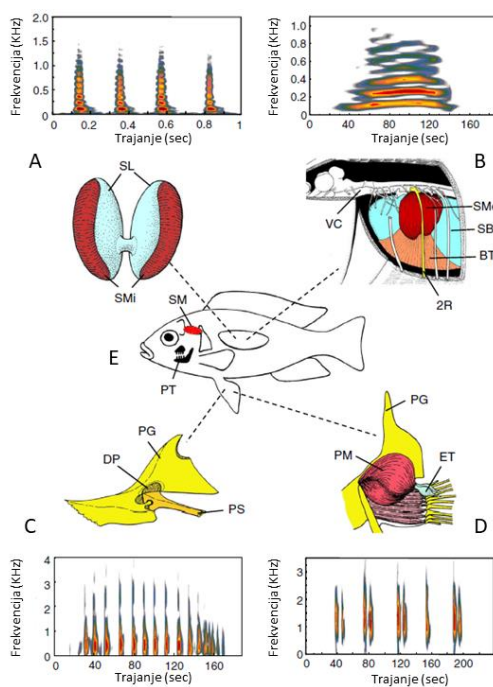 Frekvencija (KHz)
2.0
1.5
1.0
0.5
0
0.2
0.4
0.6
0.8
1
Trajanje (sec)
Frekvencija (KHz)
1.0
0.8
0.6
0.4
0.2
0
40
80
120
160
Trajanje (sec)
A
B
SL
SMi
VC
SMe
SB
BT
2R
E
SM
PT
PG
DP
PS
C
PG
PM
ET
D
Frekvencija (KHz)
4
3
2
1
0
40
80
120
160
Trajanje (sec)
Frekvencija (KHz)
3
2
1
0
40
80
120
160
200
Trajanje (sec)